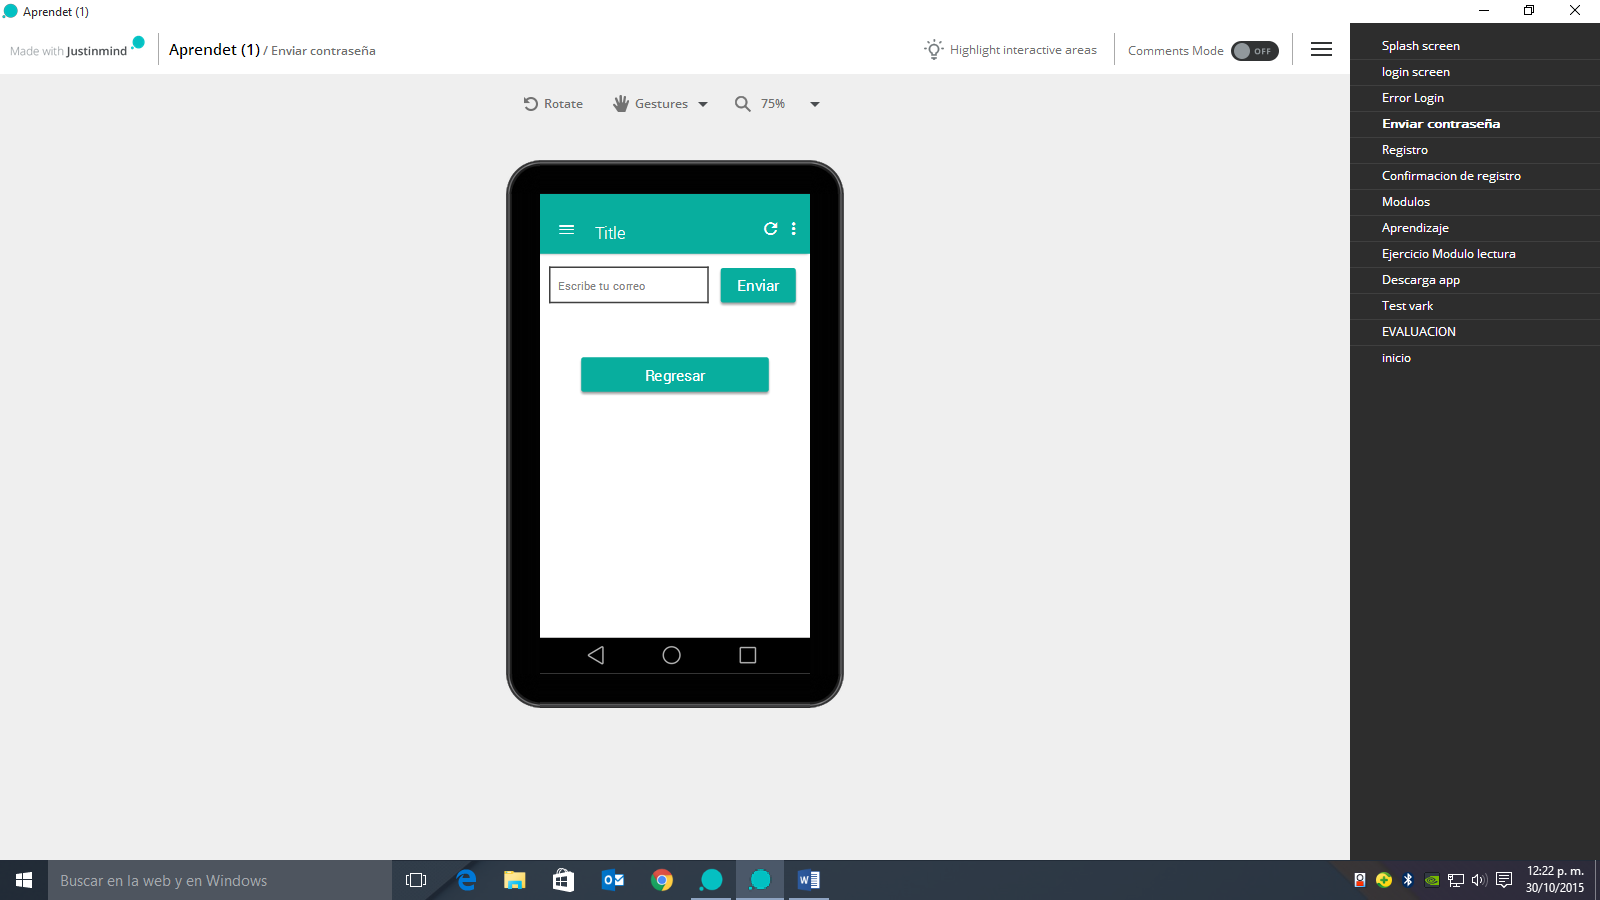 Aprendet (1)
Made with Justinmind
Aprendet (1) / Enviar contraseña
Highlight interactive areas
Comments Mode OFF
Rotate
Gestures
75%
Title
Escribe tu correo
Enviar
Regresar
Splash screen
login screen
Error Login
Enviar contraseña
Registro
Confirmacion de registro
Modulos
Aprendizaje
Ejercicio Modulo lectura
Descarga app
Test vark
EVALUACION
inicio
Buscar en la web y en Windows
12:22 p. m.
30/10/2015